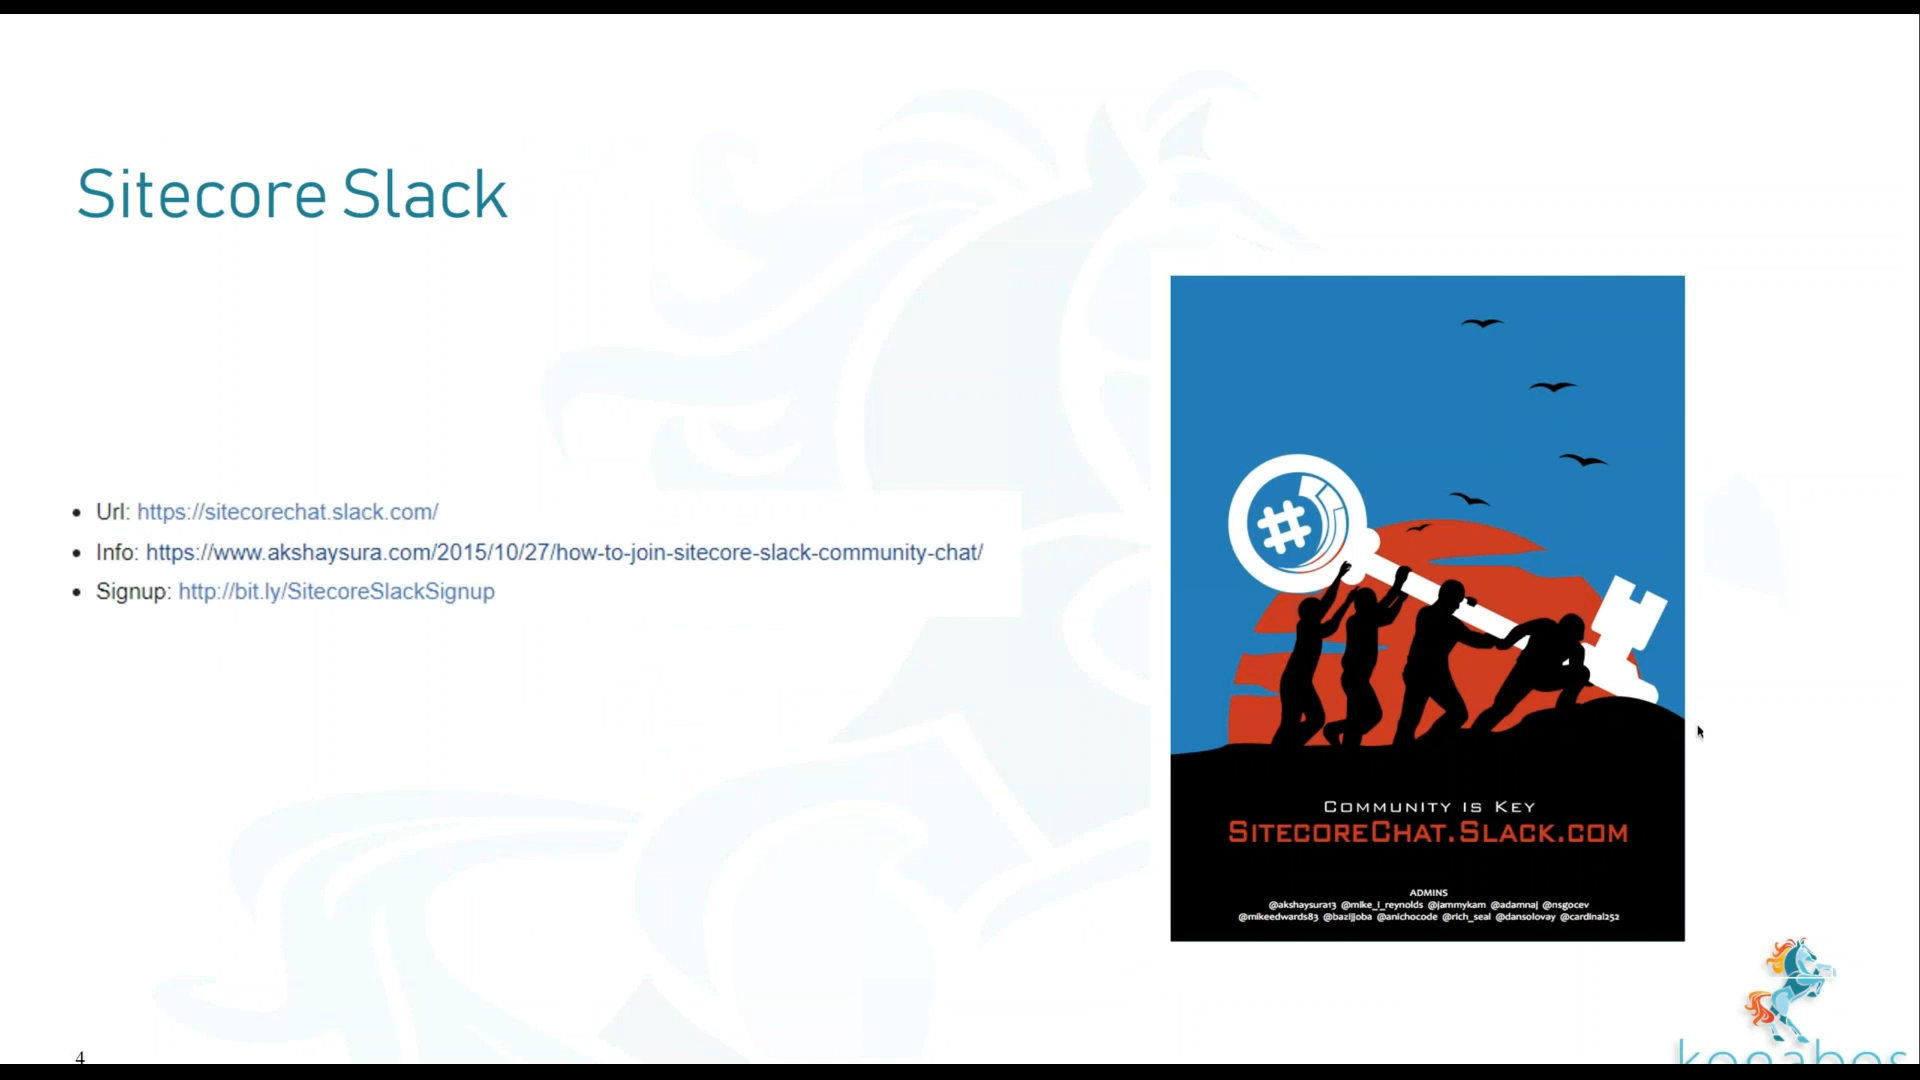 Sitecore Slack
Url: https://sitecorechat.slack.com/
Info: https://www.akshaysura.com/2015/10/27/how-to-join-sitecore-slack-community-chat/
Signup: http://bit.ly/SitecoreSlackSignup
#
Community is Key
SitecoreChat.Slack.com
ADMINS
@akshaysura13 @mike_i_reynolds @jammykam @adamnaj @nsgocev
@mikeedwards83 @bazijoba @anichocode @rich_seal @dansolovay @cardinal252
4
konabos